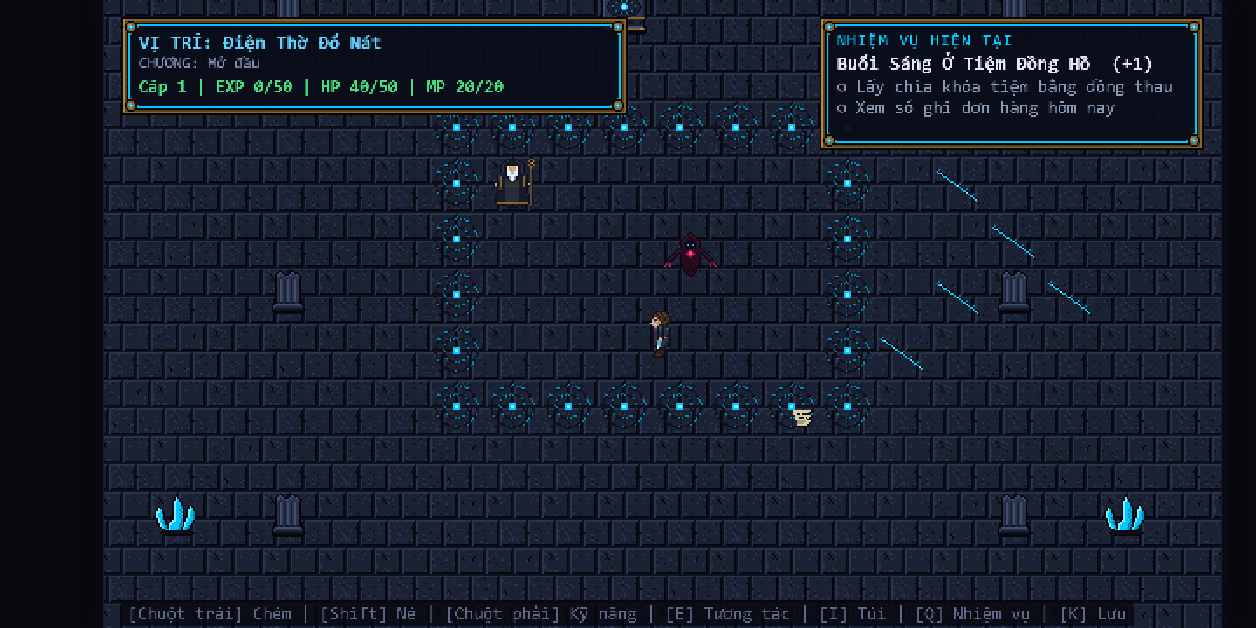 VỊ TRÍ: Điện Thờ Đổ Nát
CHƯƠNG: Mở đầu
Cấp 1 | EXP 0/50 | HP 40/50 | MP 20/20
NHIỆM VỤ HIỆN TẠI
Buổi Sáng Ở Tiệm Đồng Hồ (+1)
○ Lấy chìa khóa tiệm bằng đồng thau
○ Xem sổ ghi đơn hàng hôm nay
[Chuột trái] Chém | [Shift] Né | [Chuột phải] Kỹ năng | [E] Tương tác | [I] Túi | [Q] Nhiệm vụ | [K] Lưu